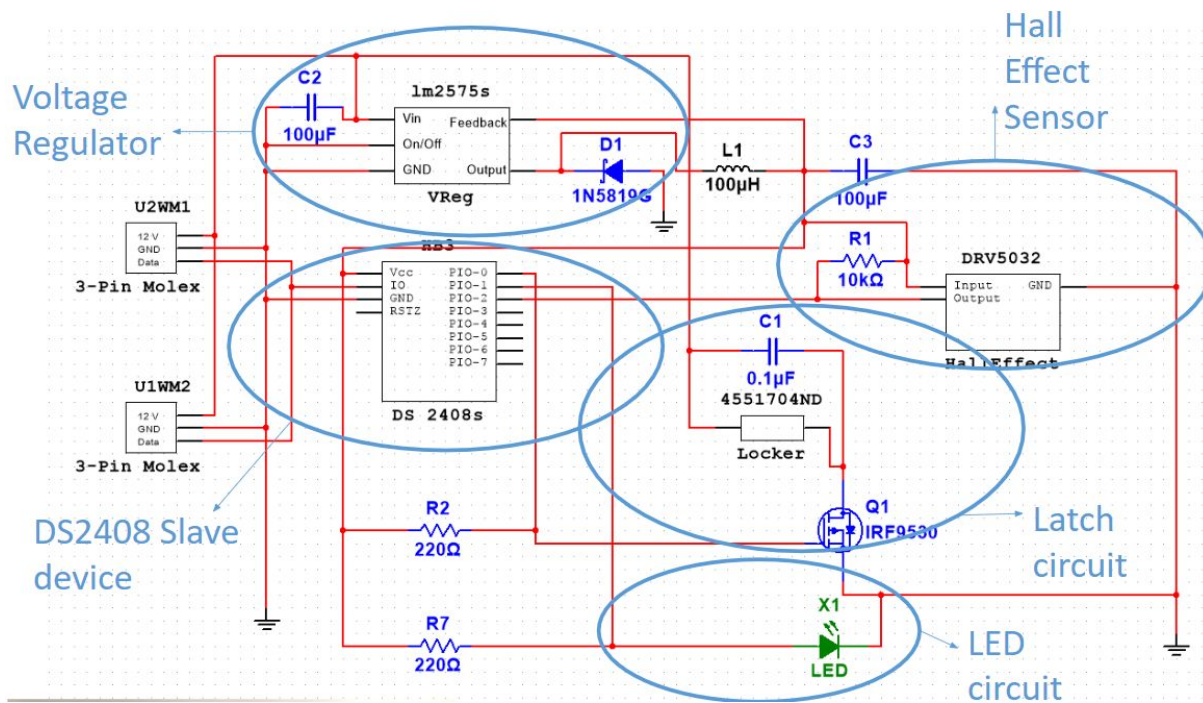 Hall
Effect
Sensor
Voltage
Regulator
C2
100µF
lm2575s
Vin
On/Off
GND
Feedback
Output
VReg
D1
1N5819G
L1
100µH
C3
100µF
U2WM1
12 V
GND
Data
3-Pin Molex
Vcc
IO
GND
RSTZ
PIO-0
PIO-1
PIO-2
PIO-3
PIO-4
PIO-5
PIO-6
PIO-7
DS 2408s
R1
10kΩ
DRV5032
Input
Output
GND
HallEffect
C1
0.1µF
4551704ND
Locker
U1WM2
12 V
GND
Data
3-Pin Molex
DS2408 Slave
device
R2
220Ω
Q1
Latch
circuit
R7
220Ω
X1
LED
LED
circuit